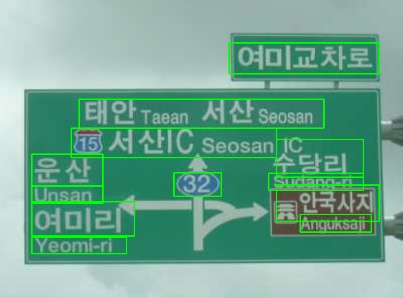 여미교차로
태안 Taean 서산 Seosan
15 서산IC Seosan IC
운산
Unsan
여미리
Yeomi-ri
32
수당리
Sudang-ri
안국사지
Anguksaji